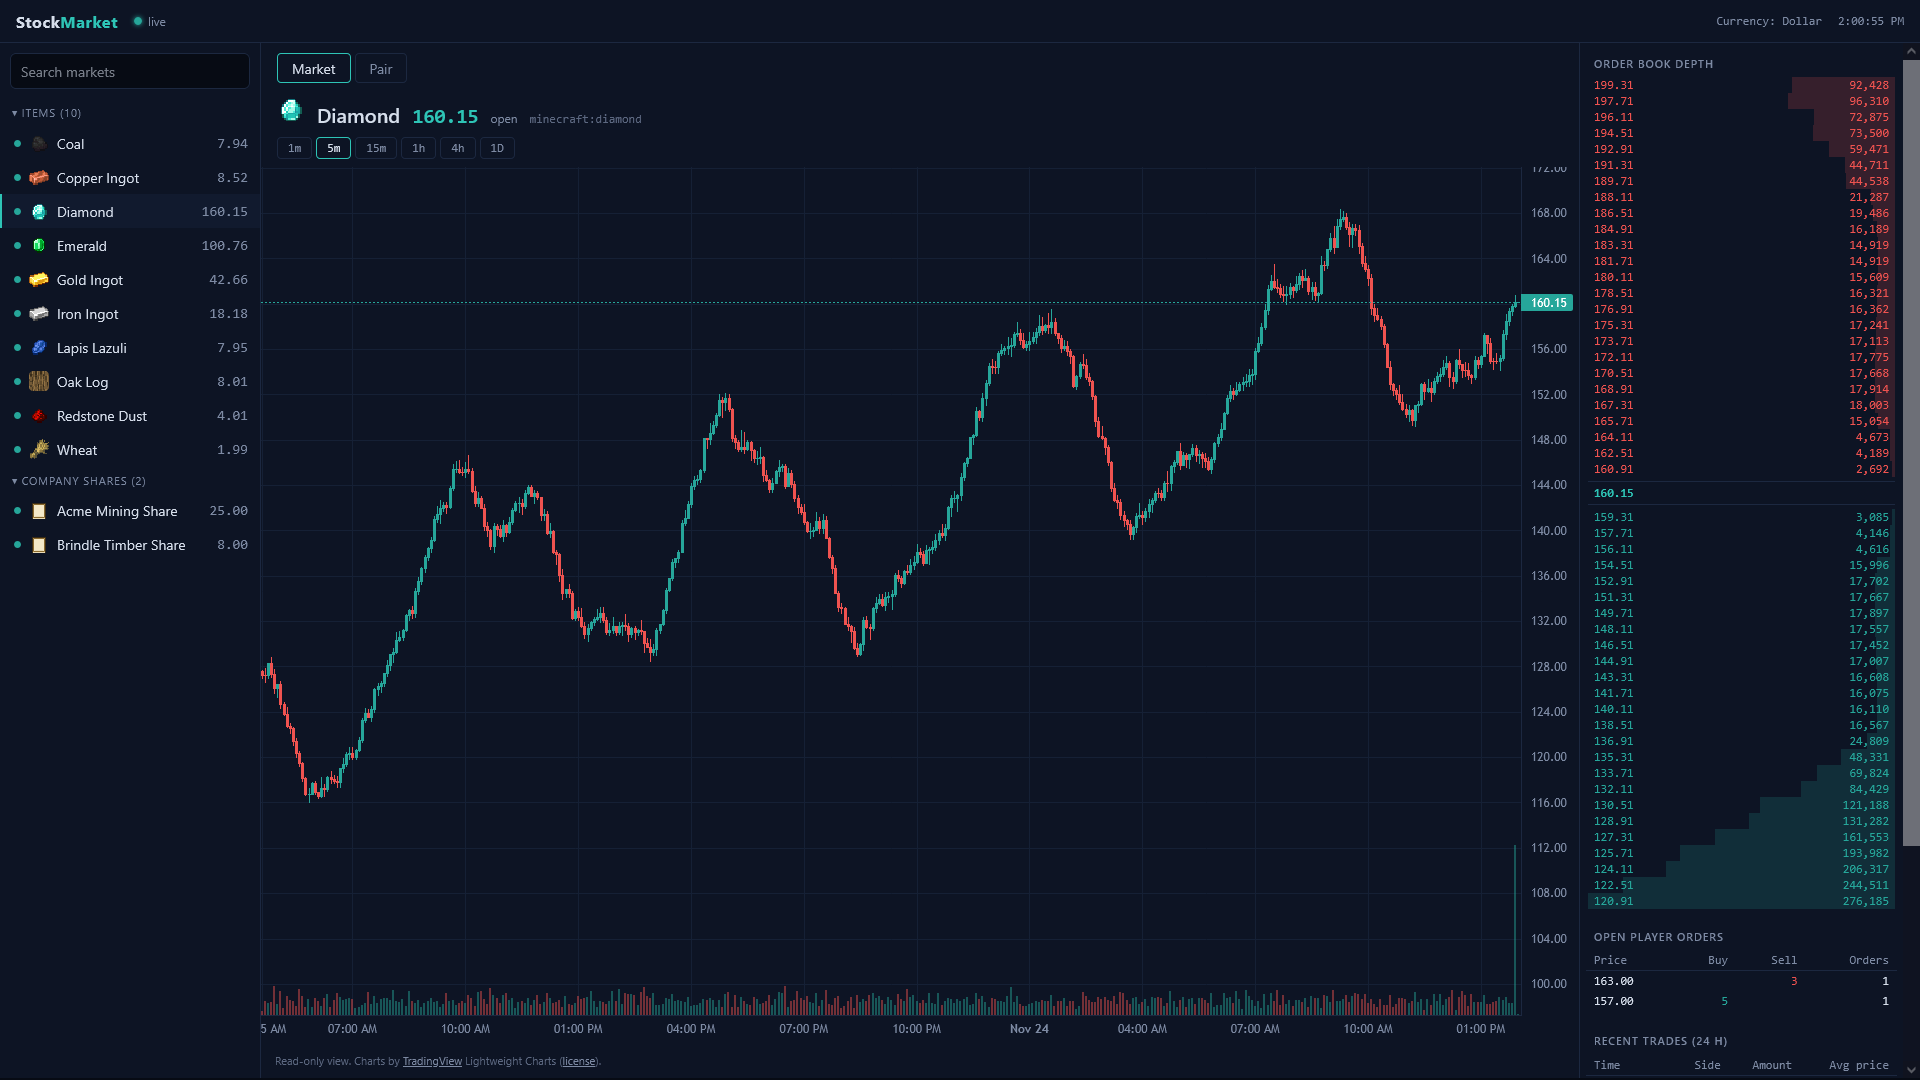 StockMarket live
Currency: Dollar 2:00:55 PM
Search markets
▾ ITEMS (10)
Coal 7.94
Copper Ingot 8.52
Diamond 160.15
Emerald 100.76
Gold Ingot 42.66
Iron Ingot 18.18
Lapis Lazuli 7.95
Oak Log 8.01
Redstone Dust 4.01
Wheat 1.99
▾ COMPANY SHARES (2)
Acme Mining Share 25.00
Brindle Timber Share 8.00
Market Pair
Diamond 160.15 open minecraft:diamond
1m 5m 15m 1h 4h 1D
172.00
168.00
164.00
160.15
156.00
152.00
148.00
144.00
140.00
136.00
132.00
128.00
124.00
120.00
116.00
112.00
108.00
104.00
100.00
5 AM 07:00 AM 10:00 AM 01:00 PM 04:00 PM 07:00 PM 10:00 PM Nov 24 04:00 AM 07:00 AM 10:00 AM 01:00 PM
Read-only view. Charts by TradingView Lightweight Charts (license).
ORDER BOOK DEPTH
199.31 92,428
197.71 96,310
196.11 72,875
194.51 73,500
192.91 59,471
191.31 44,711
189.71 44,538
188.11 21,287
186.51 19,486
184.91 16,189
183.31 14,919
181.71 14,919
180.11 15,609
178.51 16,321
176.91 16,362
175.31 17,241
173.71 17,113
172.11 17,775
170.51 17,668
168.91 17,914
167.31 18,003
165.71 15,054
164.11 4,673
162.51 4,189
160.91 2,692
160.15
159.31 3,085
157.71 4,146
156.11 4,616
154.51 15,996
152.91 17,702
151.31 17,667
149.71 17,897
148.11 17,557
146.51 17,452
144.91 17,007
143.31 16,608
141.71 16,075
140.11 16,110
138.51 16,567
136.91 24,809
135.31 48,331
133.71 69,824
132.11 84,429
130.51 121,188
128.91 131,282
127.31 161,553
125.71 193,982
124.11 206,317
122.51 244,511
120.91 276,185
OPEN PLAYER ORDERS
Price Buy Sell Orders
163.00 3 1
157.00 5 1
RECENT TRADES (24 H)
Time Side Amount Avg price